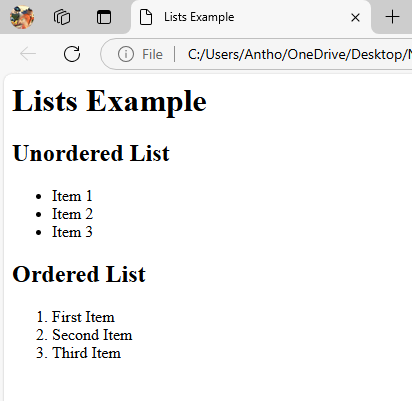 Lists Example
File | C:/Users/Antho/OneDrive/Desktop/
Lists Example
Unordered List
• Item 1
• Item 2
• Item 3
Ordered List
1. First Item
2. Second Item
3. Third Item